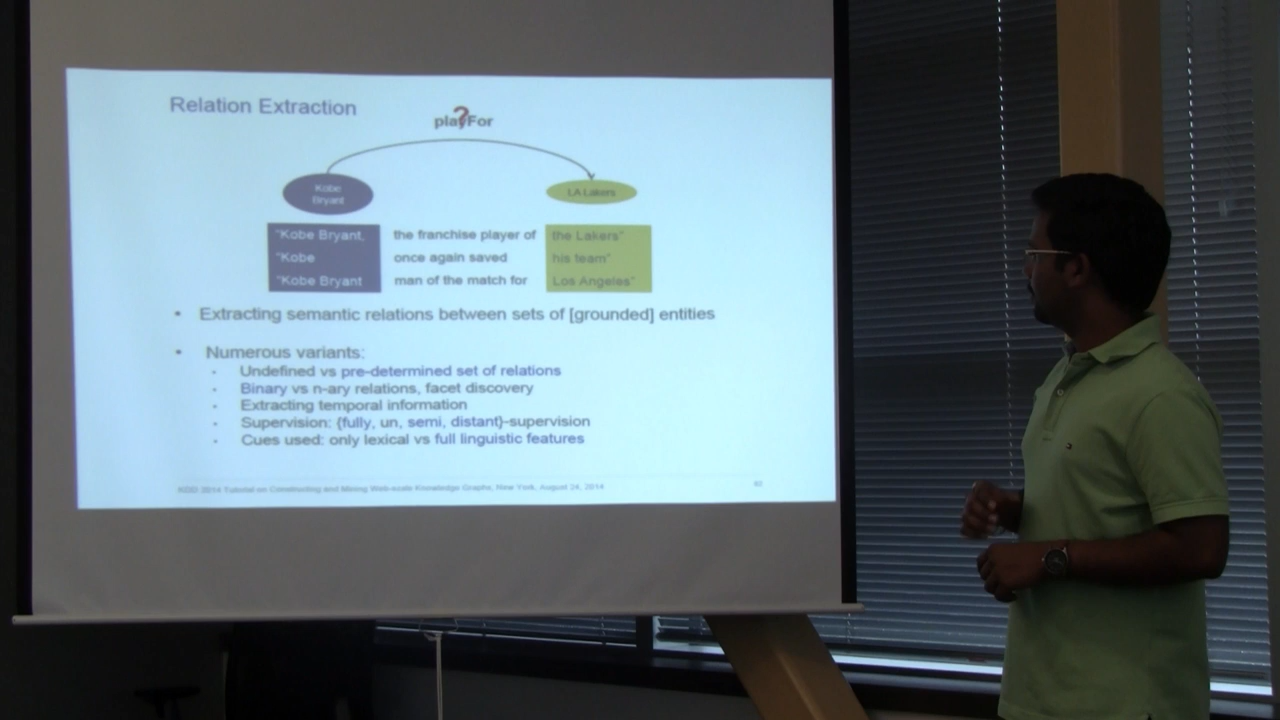 Relation Extraction
?
playFor
Kobe
Bryant
LA Lakers
"Kobe Bryant, the franchise player of the Lakers"
"Kobe once again saved his team"
"Kobe Bryant man of the match for Los Angeles"
• Extracting semantic relations between sets of [grounded] entities
• Numerous variants:
• Undefined vs pre-determined set of relations
• Binary vs n-ary relations, facet discovery
• Extracting temporal information
• Supervision: {fully, un, semi, distant}-supervision
• Cues used: only lexical vs full linguistic features
KDD 2014 Tutorial on Constructing and Mining Web-scale Knowledge Graphs, New York, August 24, 2014